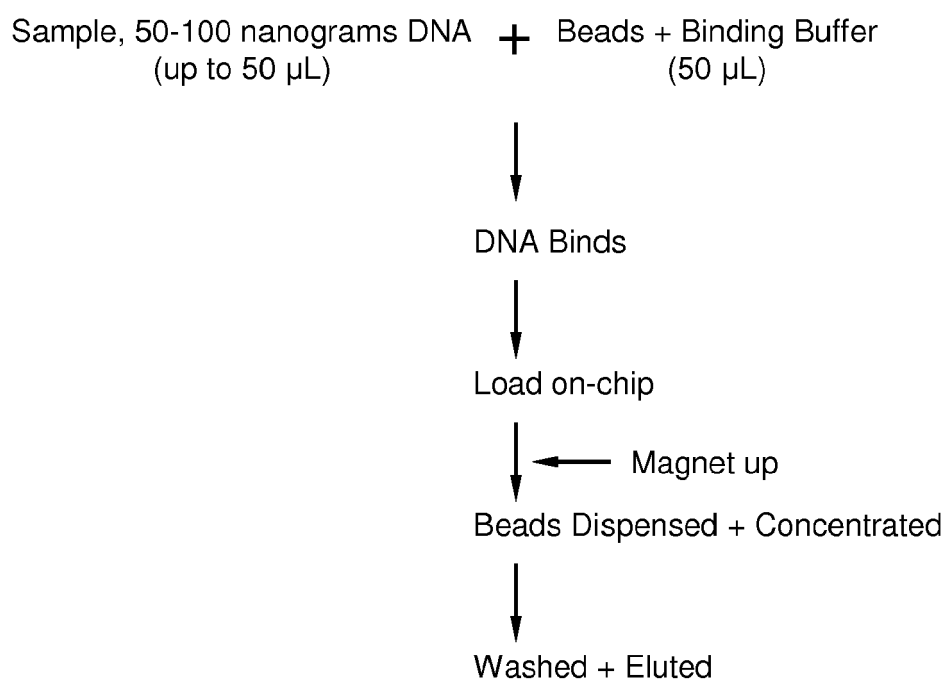 Sample, 50-100 nanograms DNA + Beads + Binding Buffer
(up to 50 µL) (50 µL)
DNA Binds
Load on-chip
Magnet up
Beads Dispensed + Concentrated
Washed + Eluted